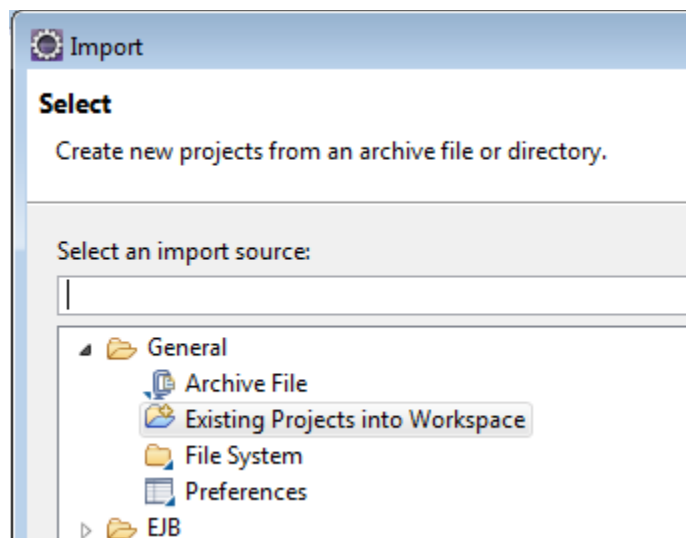 Import
Select
Create new projects from an archive file or directory.
Select an import source:
General
Archive File
Existing Projects into Workspace
File System
Preferences
EJB